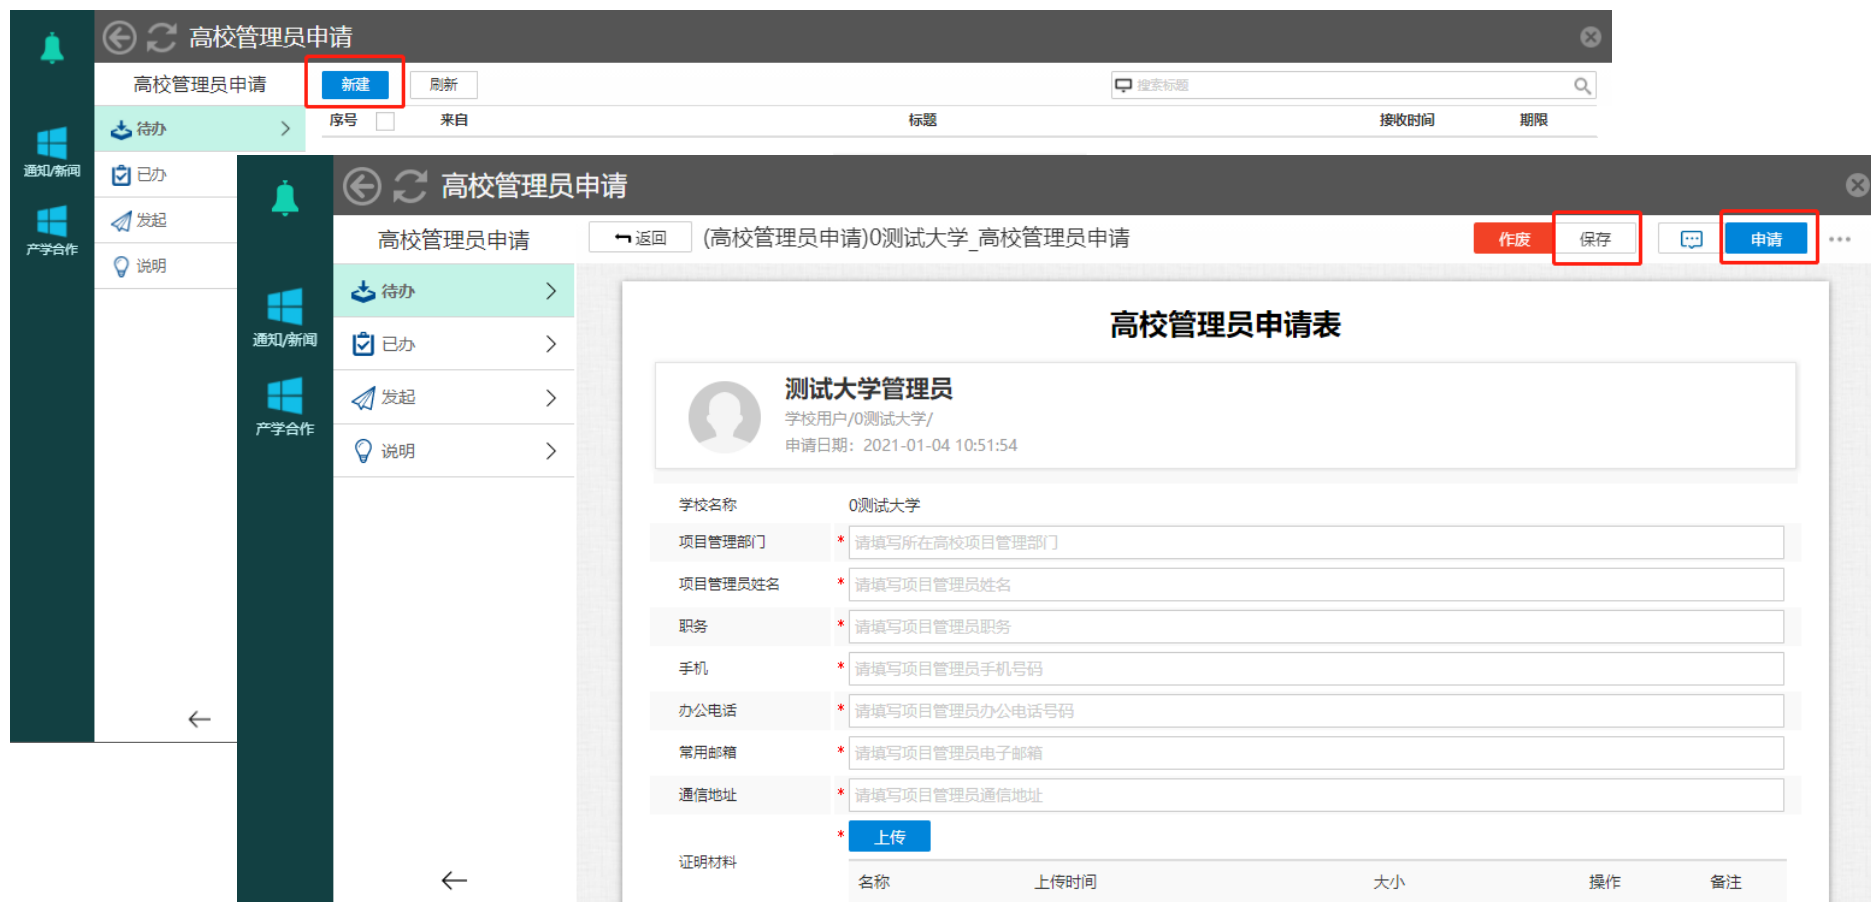 高校管理员申请
高校管理员申请
新建
刷新
搜索标题
待办
序号
来自
标题
接收时间
期限
通知/新闻
已办
发起
产学合作
说明
高校管理员申请
高校管理员申请
返回
(高校管理员申请)0测试大学_高校管理员申请
作废
保存
申请
待办
通知/新闻
已办
发起
产学合作
说明
高校管理员申请表
测试大学管理员
学校用户/0测试大学/
申请日期：2021-01-04 10:51:54
学校名称
0测试大学
项目管理部门
* 请填写所在高校项目管理部门
项目管理员姓名
* 请填写项目管理员姓名
职务
* 请填写项目管理员职务
手机
* 请填写项目管理员手机号码
办公电话
* 请填写项目管理员办公电话号码
常用邮箱
* 请填写项目管理员电子邮箱
通信地址
* 请填写项目管理员通信地址
证明材料
* 上传
名称
上传时间
大小
操作
备注